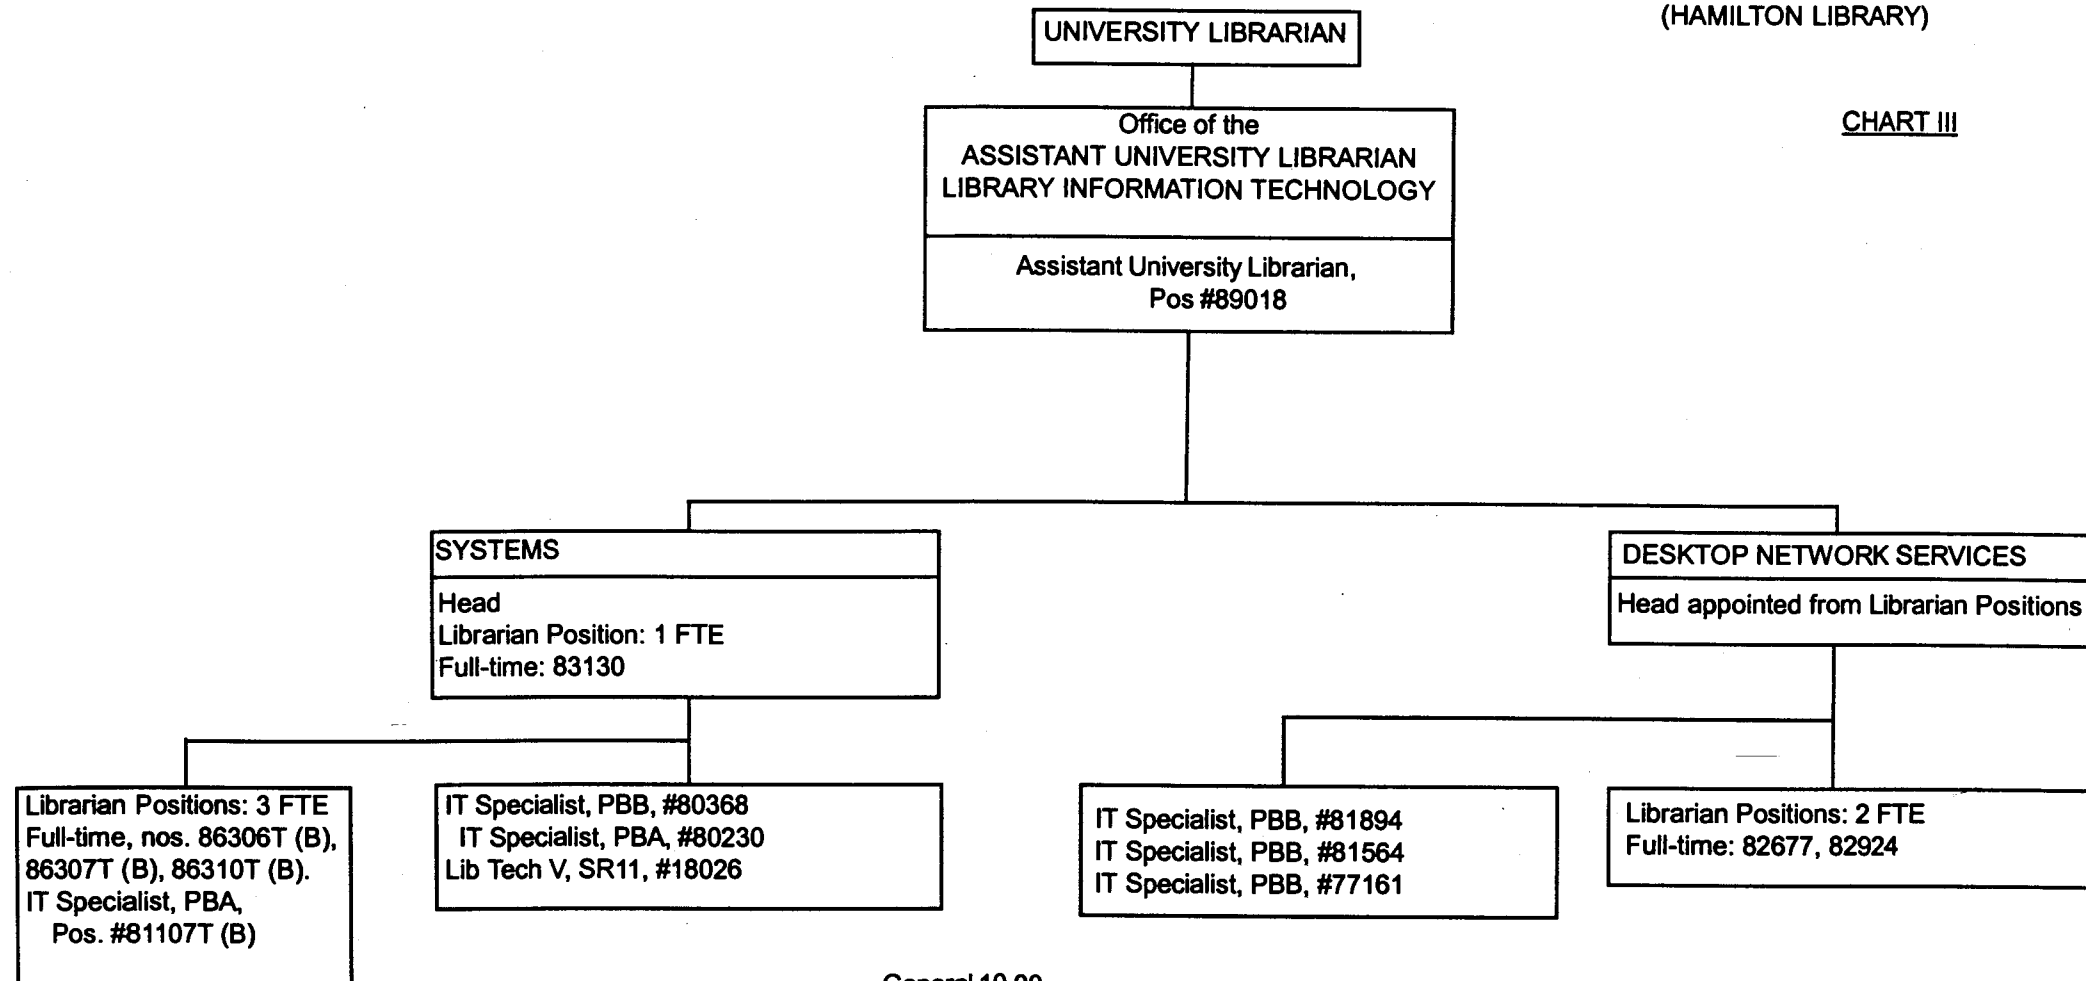 (HAMILTON LIBRARY)
UNIVERSITY LIBRARIAN
CHART III
Office of the
ASSISTANT UNIVERSITY LIBRARIAN
LIBRARY INFORMATION TECHNOLOGY
Assistant University Librarian,
Pos #89018
SYSTEMS
Head
Librarian Position: 1 FTE
Full-time: 83130
DESKTOP NETWORK SERVICES
Head appointed from Librarian Positions
Librarian Positions: 3 FTE
Full-time, nos. 86306T (B),
86307T (B), 86310T (B).
IT Specialist, PBA,
Pos. #81107T (B)
IT Specialist, PBB, #80368
IT Specialist, PBA, #80230
Lib Tech V, SR11, #18026
IT Specialist, PBB, #81894
IT Specialist, PBB, #81564
IT Specialist, PBB, #77161
Librarian Positions: 2 FTE
Full-time: 82677, 82924
General